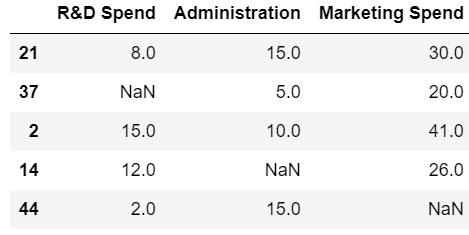 R&D Spend Administration Marketing Spend
21 8.0 15.0 30.0
37 NaN 5.0 20.0
2 15.0 10.0 41.0
14 12.0 NaN 26.0
44 2.0 15.0 NaN